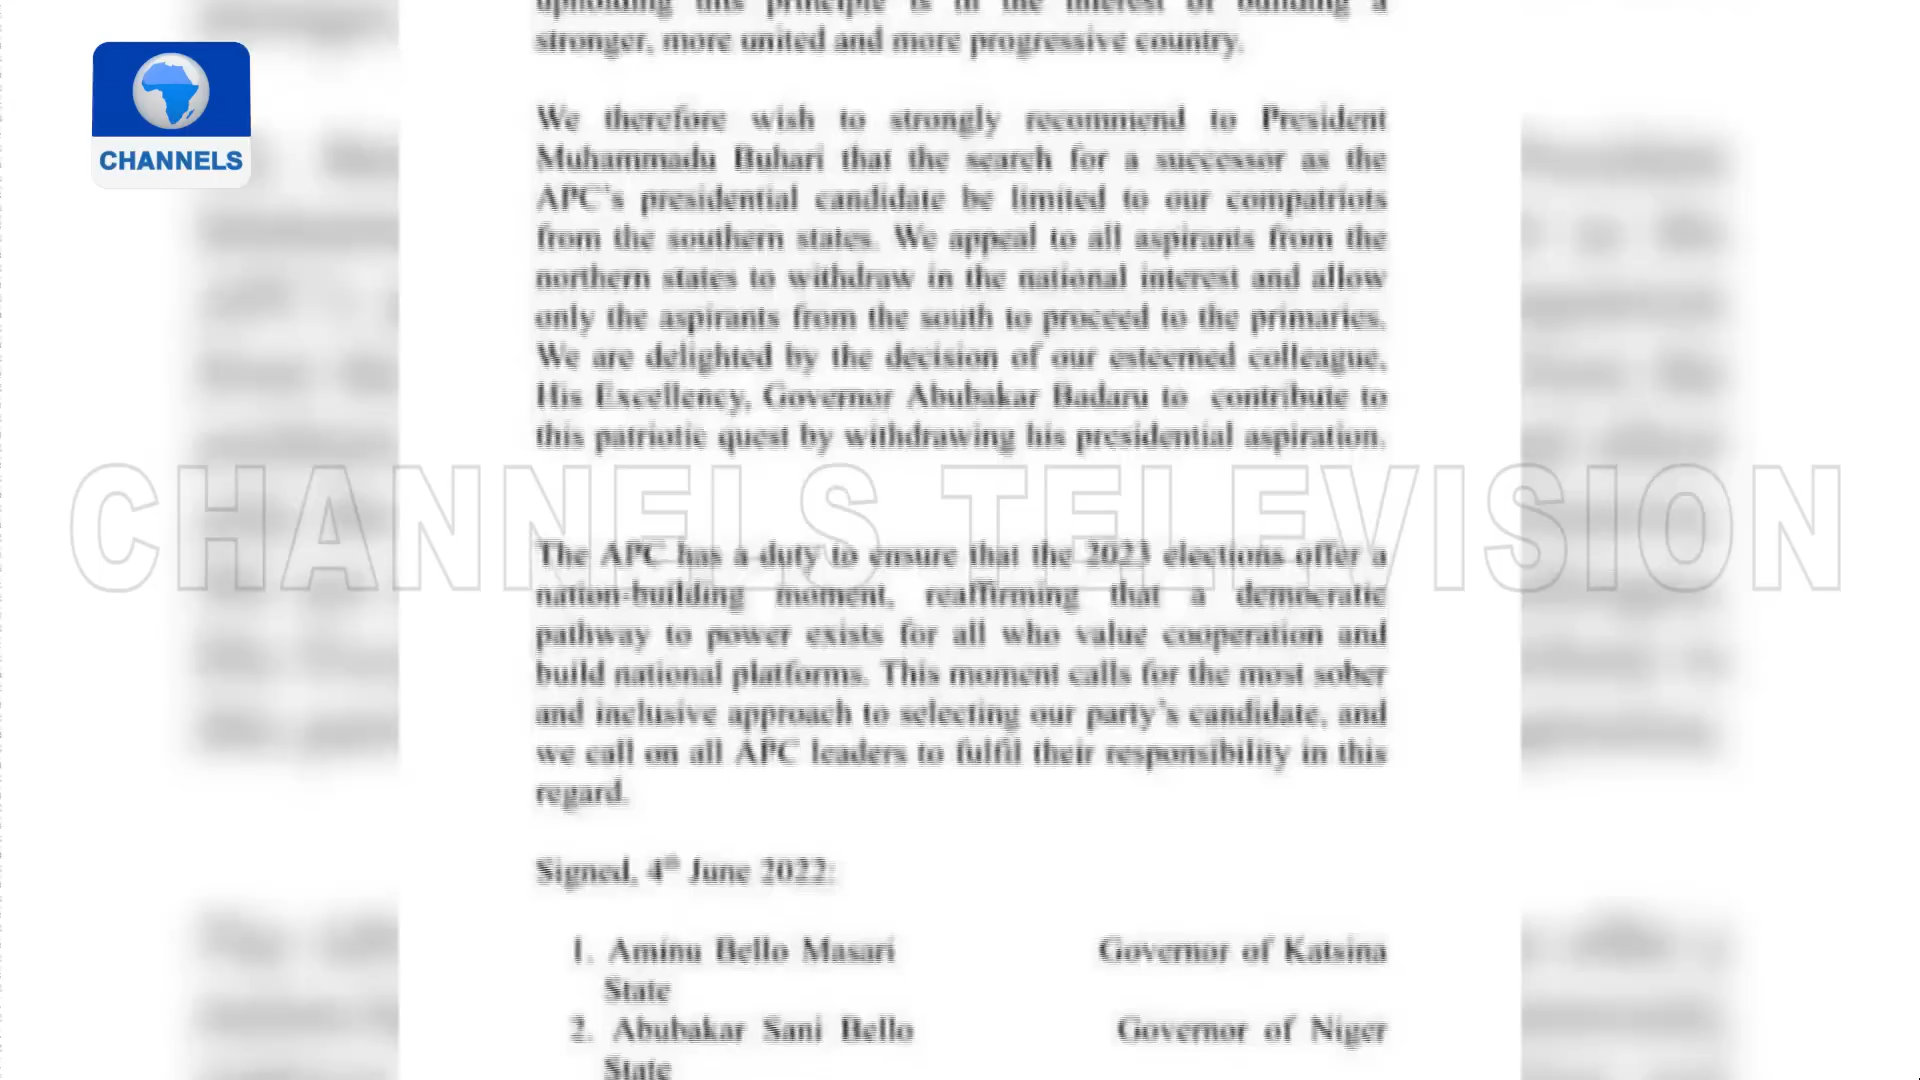 CHANNELS
upholding this principle is in the interest of building a
stronger, more united and more progressive country.
We therefore wish to strongly recommend to President
Muhammadu Buhari that the search for a successor as the
APC's presidential candidate be limited to our compatriots
from the southern states. We appeal to all aspirants from the
northern states to withdraw in the national interest and allow
only the aspirants from the south to proceed to the primaries.
We are delighted by the decision of our esteemed colleague,
His Excellency, Governor Abubakar Badaru to contribute to
this patriotic quest by withdrawing his presidential aspiration.
CHANNELS TELEVISION
The APC has a duty to ensure that the 2023 elections offer a
nation-building moment, reaffirming that a democratic
pathway to power exists for all who value cooperation and
build national platforms. This moment calls for the most sober
and inclusive approach to selecting our party's candidate, and
we call on all APC leaders to fulfil their responsibility in this
regard.
Signed, 4th June 2022:
1. Aminu Bello Masari Governor of Katsina
State
2. Abubakar Sani Bello Governor of Niger
State